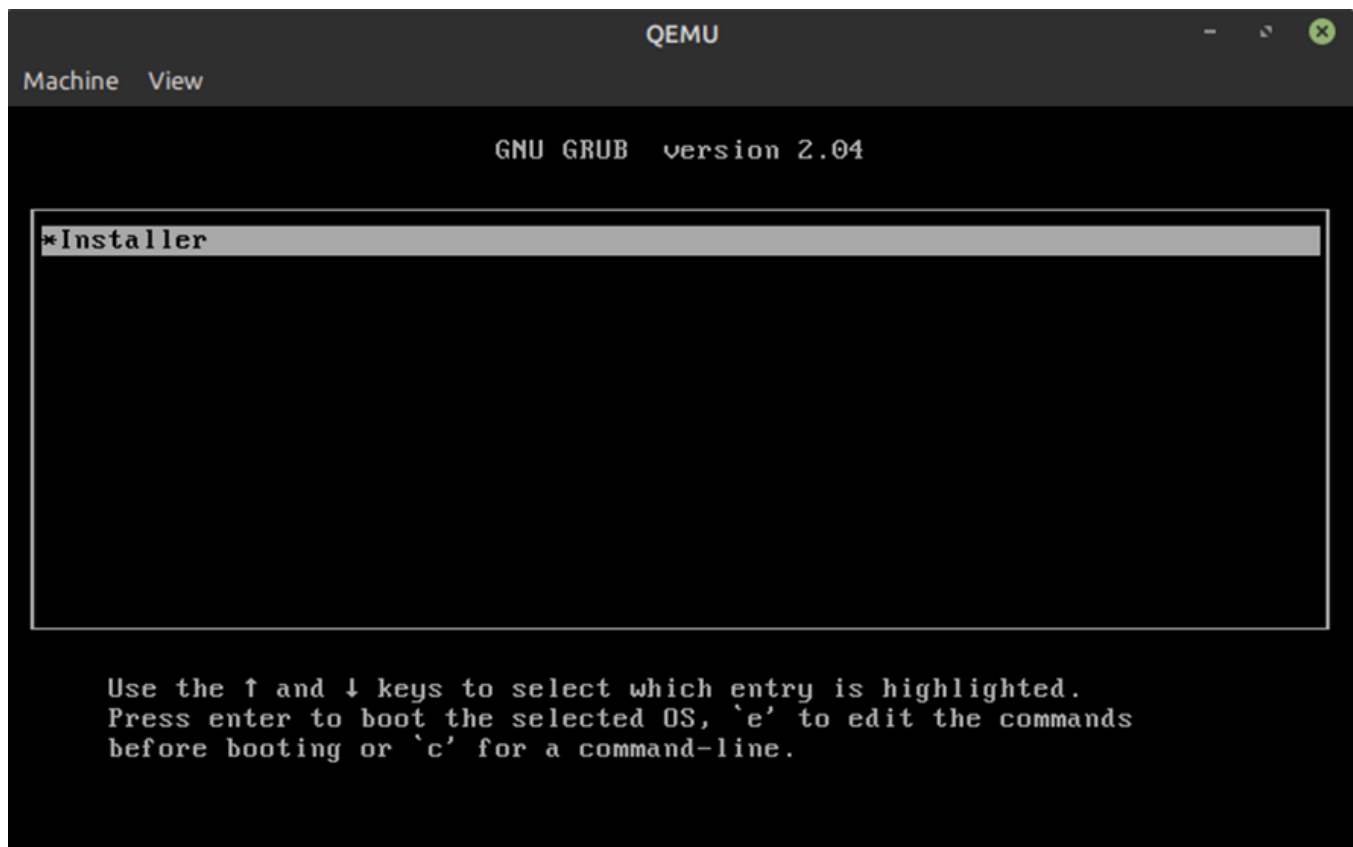 QEMU
Machine View
GNU GRUB version 2.04
*Installer
Use the ↑ and ↓ keys to select which entry is highlighted.
Press enter to boot the selected OS, `e' to edit the commands
before booting or `c' for a command-line.